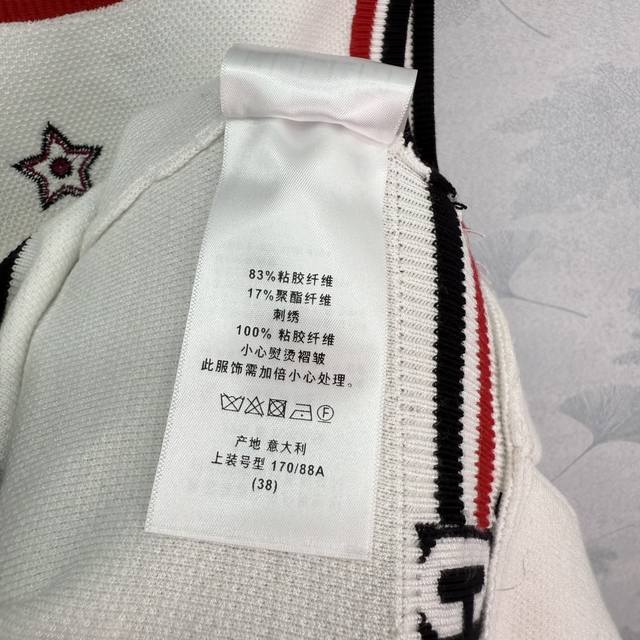 83%粘胶纤维
17%聚酯纤维
刺绣
100% 粘胶纤维
小心熨烫褶皱
此服饰需加倍小心处理。
产地 意大利
上装号型 170/88A
(38)